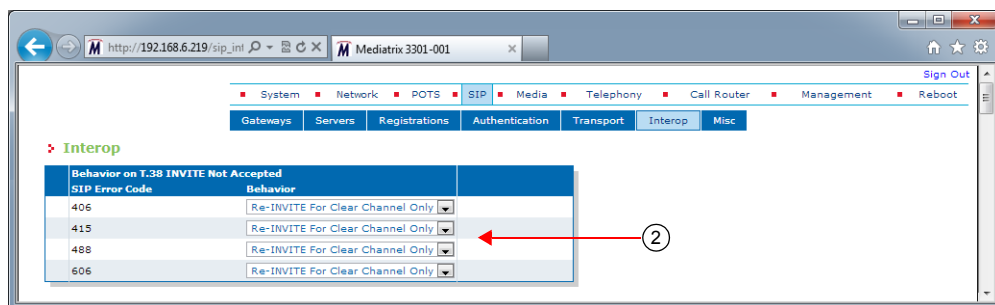 http://192.168.6.219/sip_int Mediatrix 3301-001
Sign Out
System Network POTS SIP Media Telephony Call Router Management Reboot
Gateways Servers Registrations Authentication Transport Interop Misc
Interop
Behavior on T.38 INVITE Not Accepted
SIP Error Code Behavior
406 Re-INVITE For Clear Channel Only
415 Re-INVITE For Clear Channel Only
2
488 Re-INVITE For Clear Channel Only
606 Re-INVITE For Clear Channel Only